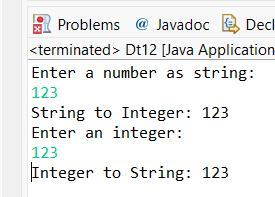 Problems @ Javadoc Decl
<terminated> Dt12 [Java Application
Enter a number as string:
123
String to Integer: 123
Enter an integer:
123
Integer to String: 123